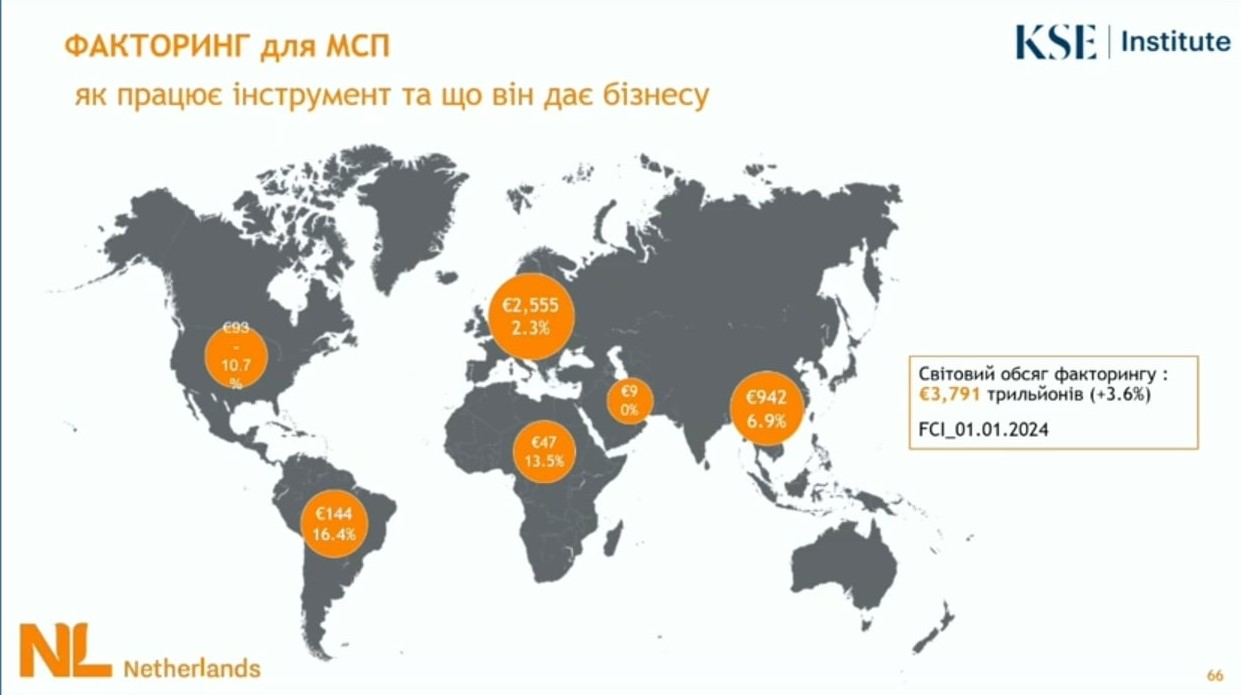 ФАКТОРИНГ для МСП
KSE Institute
як працює інструмент та що він дає бізнесу
€2,555
2.3%
€93
-
10.7
%
€9
0%
€942
6.9%
Світовий обсяг факторингу :
€3,791 трильйонів (+3.6%)
FCI_01.01.2024
€47
13.5%
€144
16.4%
NL Netherlands
66